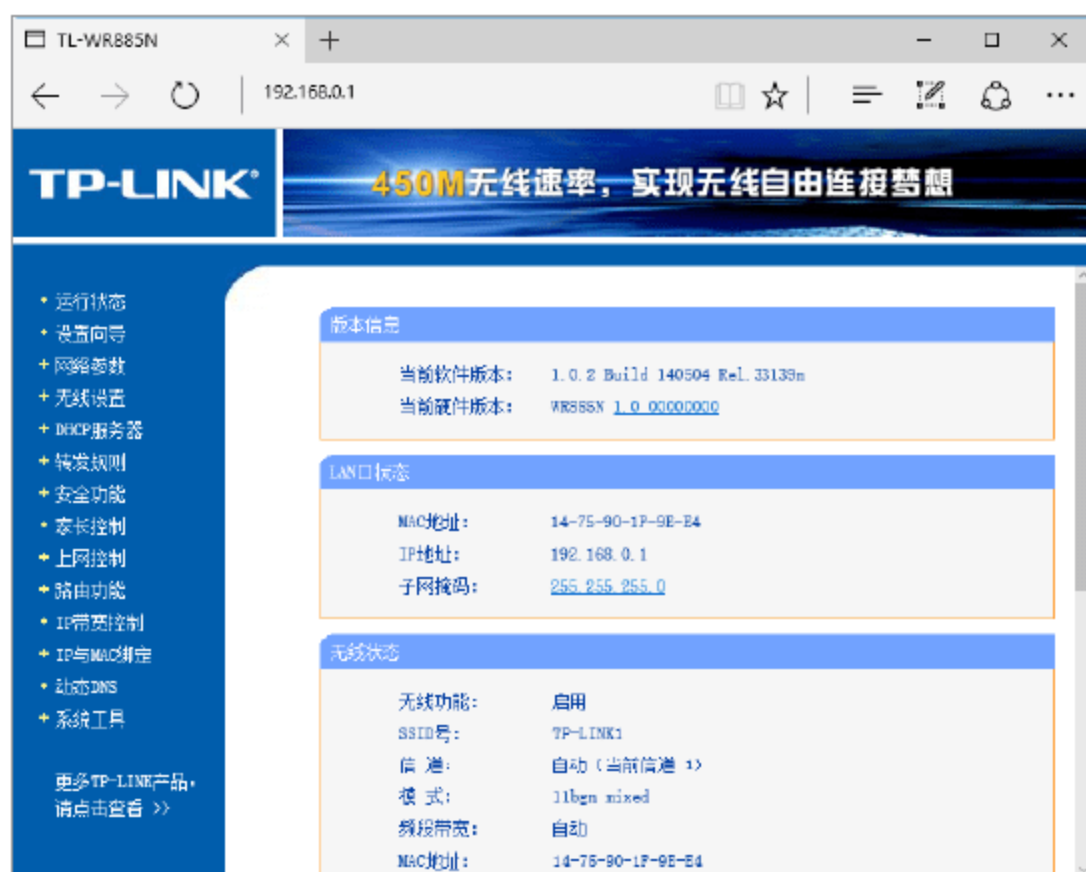 TL-WR885N
192.168.0.1
TP-LINK®
450M无线速率，实现无线自由连接梦想
运行状态
设置向导
网络参数
无线设置
DHCP服务器
转发规则
安全功能
家长控制
上网控制
路由功能
IP带宽控制
IP与MAC绑定
动态DNS
系统工具
更多TP-LINK产品，
请点击查看 >>
版本信息
当前软件版本： 1.0.2 Build 140504 Rel.33139n
当前硬件版本： WR885N 1.0 00000000
LAN口状态
MAC地址： 14-75-90-1F-9E-E4
IP地址： 192.168.0.1
子网掩码： 255.255.255.0
无线状态
无线功能： 启用
SSID号： TP-LINK1
信 道： 自动（当前信道 1）
模 式： 11bgn mixed
频段带宽： 自动
MAC地址： 14-75-90-1F-9E-E4